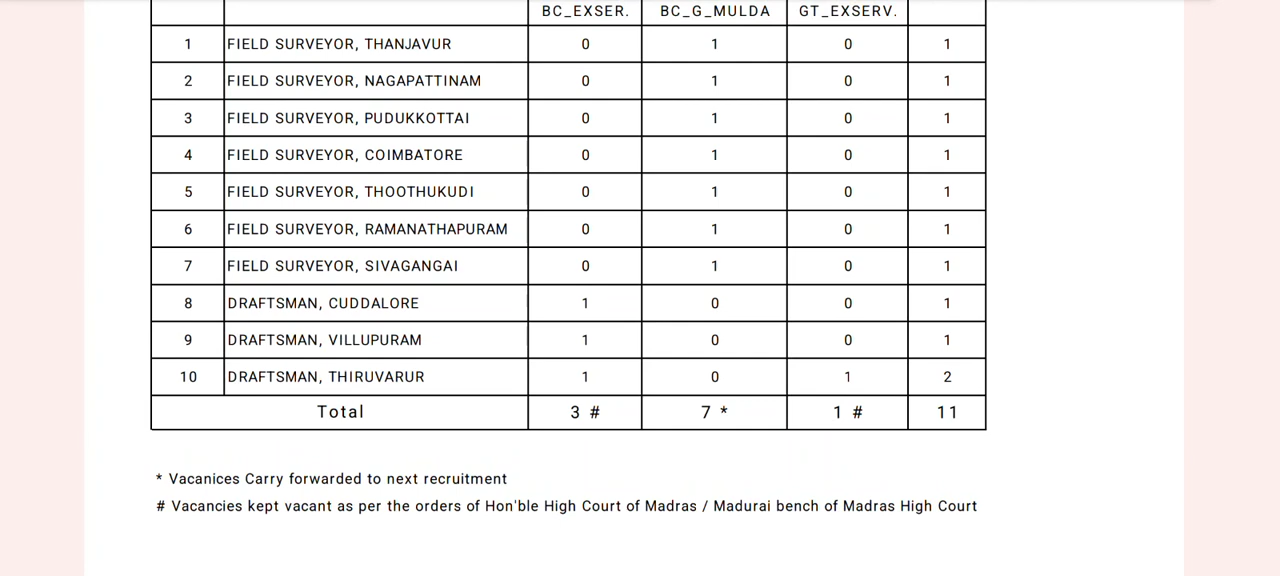 BC_EXSER. BC_G_MULDA GT_EXSERV.
1 FIELD SURVEYOR, THANJAVUR 0 1 0 1
2 FIELD SURVEYOR, NAGAPATTINAM 0 1 0 1
3 FIELD SURVEYOR, PUDUKKOTTAI 0 1 0 1
4 FIELD SURVEYOR, COIMBATORE 0 1 0 1
5 FIELD SURVEYOR, THOOTHUKUDI 0 1 0 1
6 FIELD SURVEYOR, RAMANATHAPURAM 0 1 0 1
7 FIELD SURVEYOR, SIVAGANGAI 0 1 0 1
8 DRAFTSMAN, CUDDALORE 1 0 0 1
9 DRAFTSMAN, VILLUPURAM 1 0 0 1
10 DRAFTSMAN, THIRUVARUR 1 0 1 2
Total 3 # 7 * 1 # 11
* Vacanices Carry forwarded to next recruitment
# Vacancies kept vacant as per the orders of Hon'ble High Court of Madras / Madurai bench of Madras High Court